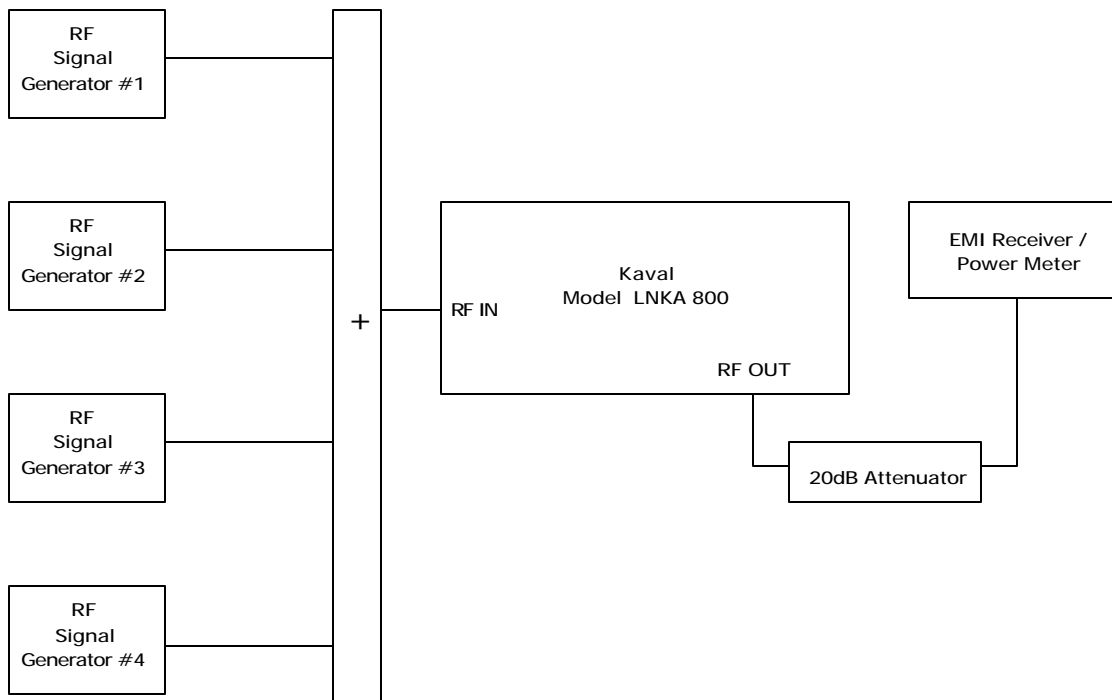 RF
Signal
Generator #1
RF
Signal
Generator #2
RF
Signal
Generator #3
RF
Signal
Generator #4
+
RF IN
Kaval
Model LNKA 800
RF OUT
20dB Attenuator
EMI Receiver /
Power Meter